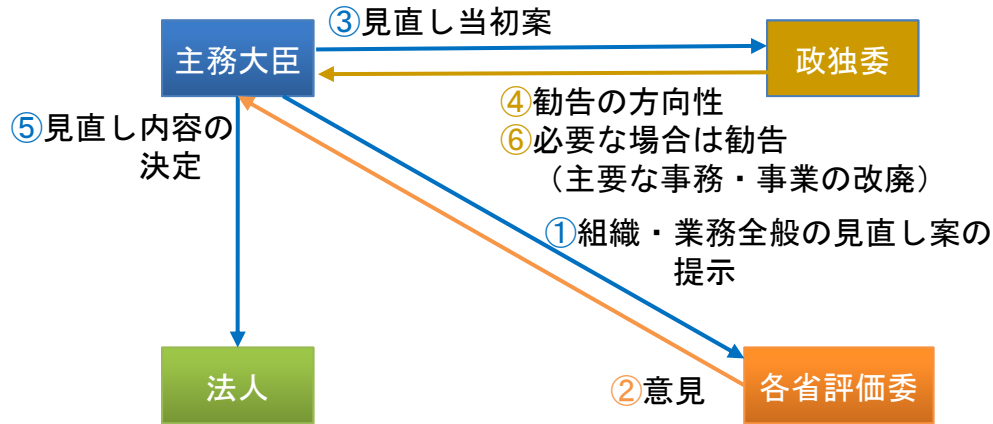 ③見直し当初案
主務大臣
政独委
④勧告の方向性
⑤見直し内容の
決定
⑥必要な場合は勧告
（主要な事務・事業の改廃）
①組織・業務全般の見直し案の
提示
法人
②意見
各省評価委